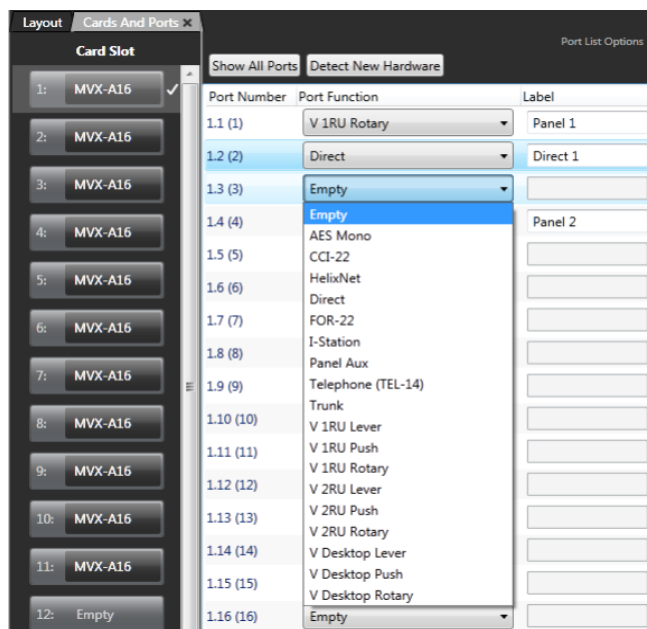 Layout
Cards And Ports ×
Card Slot
1: MVX-A16
2: MVX-A16
3: MVX-A16
4: MVX-A16
5: MVX-A16
6: MVX-A16
7: MVX-A16
8: MVX-A16
9: MVX-A16
10: MVX-A16
11: MVX-A16
12: Empty
Port List Options
Show All Ports
Detect New Hardware
Port Number Port Function Label
1.1 (1) V 1RU Rotary Panel 1
1.2 (2) Direct Direct 1
1.3 (3) Empty
1.4 (4) Panel 2
1.5 (5)
1.6 (6)
1.7 (7)
1.8 (8)
1.9 (9)
1.10 (10)
1.11 (11)
1.12 (12)
1.13 (13)
1.14 (14)
1.15 (15)
1.16 (16) Empty
Empty
AES Mono
CCI-22
HelixNet
Direct
FOR-22
I-Station
Panel Aux
Telephone (TEL-14)
Trunk
V 1RU Lever
V 1RU Push
V 1RU Rotary
V 2RU Lever
V 2RU Push
V 2RU Rotary
V Desktop Lever
V Desktop Push
V Desktop Rotary